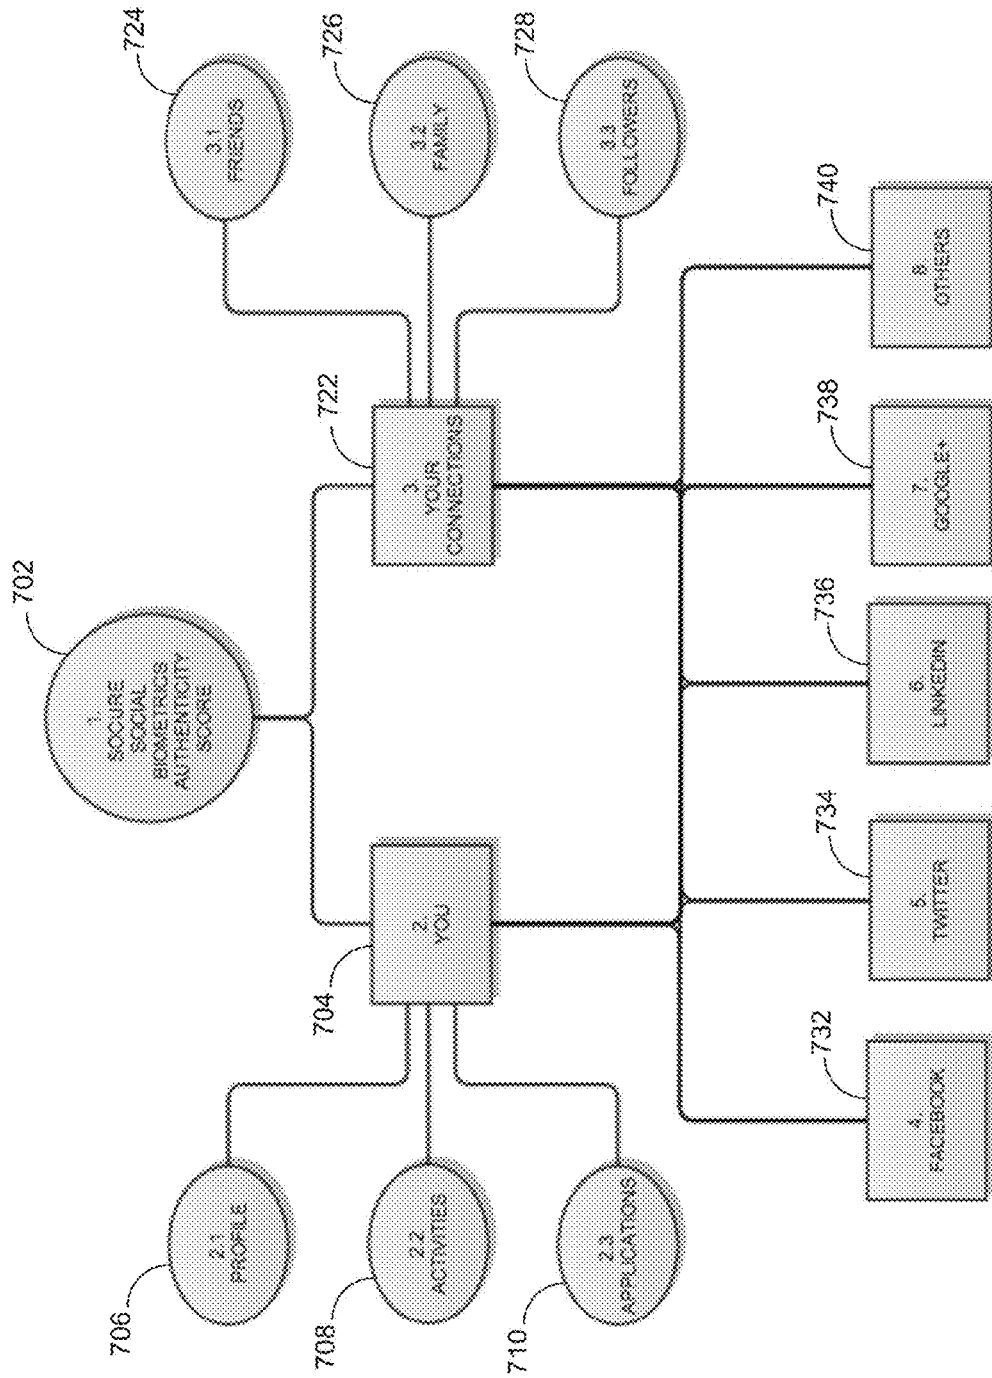 702
1.
SOCURE
SOCIAL
BIOMETRICS
AUTHENTICITY
SCORE
706
2.1
PROFILE
708
2.2
ACTIVITIES
710
2.3
APPLICATIONS
704
2.
YOU
722
3.
YOUR
CONNECTIONS
724
3.1
FRIENDS
726
3.2
FAMILY
728
3.3
FOLLOWERS
732
4.
FACEBOOK
734
5.
TWITTER
736
6.
LINKEDIN
738
7.
GOOGLE+
740
8.
OTHERS